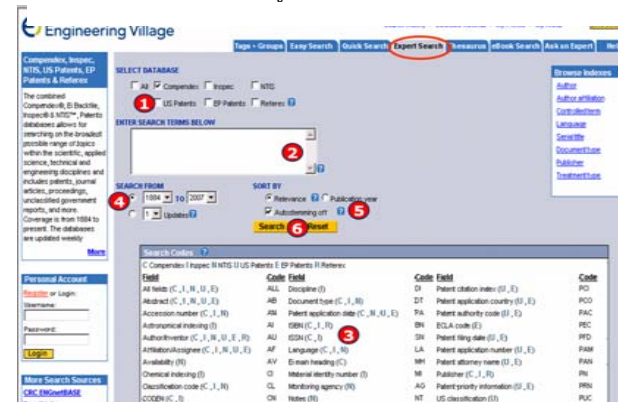 Engineering Village
Tags + Groups Easy Search Quick Search Expert Search Thesaurus eBook Search Ask an Expert
Compendex, Inspec,
NTIS, US Patents, EP
Patents & Referex
The combined
Compendex®, Ei Backfile,
Inspec® & NTIS™, Patents
databases allows for
searching on the broadest
possible range of topics
within the scientific, applied
science, technical and
engineering disciplines and
includes patents, journal
articles, proceedings,
unclassified government
reports, and more.
Coverage is from 1884 to
present. The databases
are updated weekly
More
Personal Account
Register or Login:
Username:
Password:
Login
More Search Sources
CRC ENGnetBASE
SELECT DATABASE
All Compendex Inspec NTIS
1 US Patents EP Patents Referex
ENTER SEARCH TERMS BELOW
2
SEARCH FROM
4 1884 TO 2007
1 Updates
SORT BY
Relevance Publication year
Autostemming off 5
Search 6 Reset
Browse Indexes
Author
Author affiliation
Controlled term
Language
Serial title
Document type
Publisher
Treatment type
Search Codes
C Compendex I Inspec N NTIS U US Patents E EP Patents R Referex
Field Code Field Code Field Code
All fields (C, I, N, U, E) ALL Discipline (I) DI Patent citation index (U, E) PCI
Abstract (C, I, N, U, E) AB Document type (C, I, N) DT Patent application country (U, E) PCO
Accession number (C, I, N) AN Patent application date (C, N, U, E) PA Patent authority code (U, E) PAC
Astronomical indexing (I) AI ISBN (C, I, R) BN ECLA code (E) PEC
Author/Inventor (C, I, N, U, E, R) AU ISSN (C, I) 3 SN Patent filing date (U, E) PFD
Affiliation/Assignee (C, I, N, U, E) AF Language (C, I, N) LA Patent application number (U, E) PAM
Availability (N) AV Main heading (C) MH Patent attorney name (U, E) PAN
Chemical indexing (I) CI Material identity number (I) MI Publisher (C, I, R) PN
Classification code (C, I, N) CL Monitoring agency (N) AG Patent priority information (U, E) PRN
CODEN (C, I) CN Notes (N) NT US classification (U) PUC